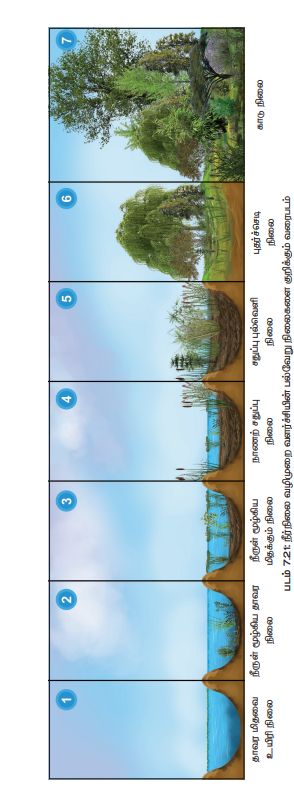 1
2
3
4
5
6
7
தாவர மிதவை
உயிரி நிலை
நீருள் மூழ்கிய தாவர
நிலை
நீருள் மூழ்கிய
மிதக்கும் நிலை
நாணற் சதுப்பு
நிலை
சதுப்பு புல்வெளி
நிலை
புதர்ச்செடி
நிலை
காடு நிலை
படம் 7.21: நீர்நிலை வழிமுறை வளர்ச்சியின் பல்வேறு நிலைகளை குறிக்கும் வரைபடம்